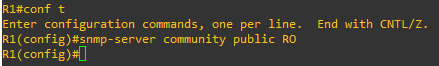 R1#conf t
Enter configuration commands, one per line.  End with CNTL/Z.
R1(config)#snmp-server community public RO
R1(config)#